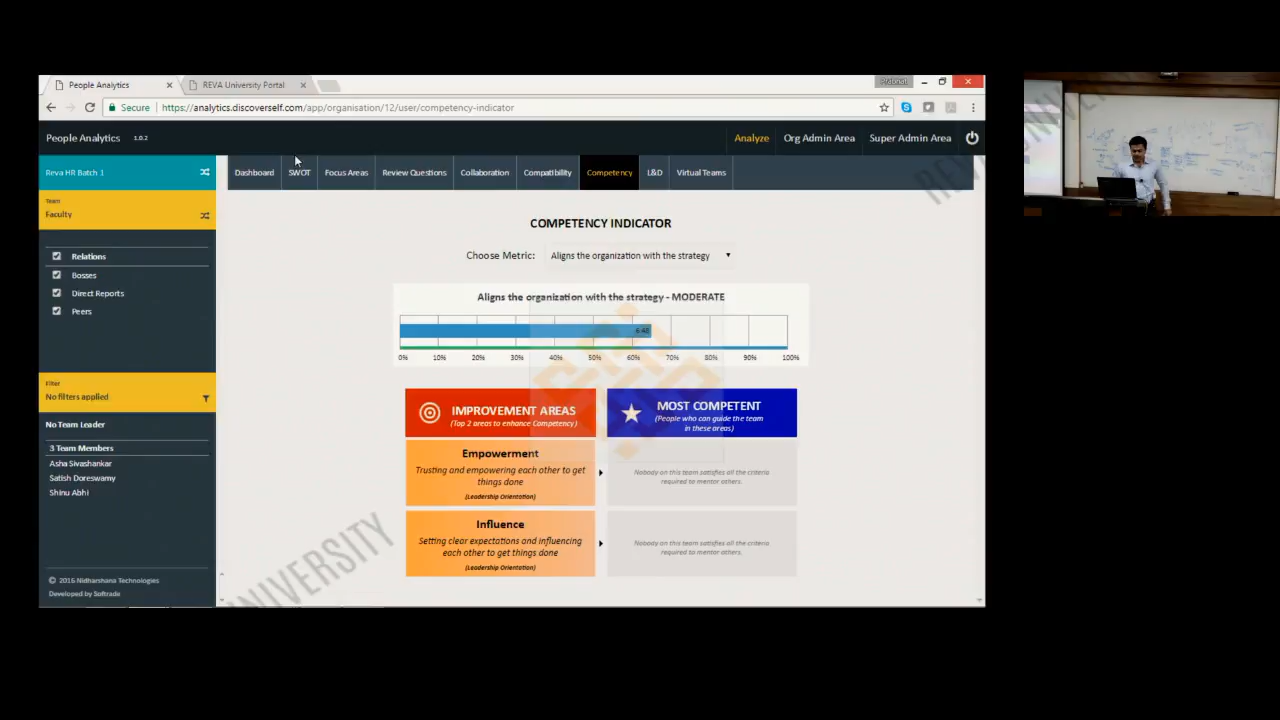 People Analytics
REVA University Portal
Secure
https://analytics.discoverself.com/app/organisation/12/user/competency-indicator
People Analytics
1.0.2
Analyze
Org Admin Area
Super Admin Area
Reva HR Batch 1
Dashboard
SWOT
Focus Areas
Review Questions
Collaboration
Compatibility
Competency
L&D
Virtual Teams
Team
Faculty
Relations
Bosses
Direct Reports
Peers
Filter
No filters applied
No Team Leader
3 Team Members
Asha Sivashankar
Satish Doreswamy
Shinu Abhi
© 2016 Nidharshana Technologies
Developed by Softrade
COMPETENCY INDICATOR
Choose Metric: Aligns the organization with the strategy
Aligns the organization with the strategy - MODERATE
6.48
0% 10% 20% 30% 40% 50% 60% 70% 80% 90% 100%
IMPROVEMENT AREAS
(Top 2 areas to enhance Competency)
MOST COMPETENT
(People who can guide the team
in these areas)
Empowerment
Trusting and empowering each other to get
things done
(Leadership Orientation)
Nobody on this team satisfies all the criteria
required to mentor others.
Influence
Setting clear expectations and influencing
each other to get things done
(Leadership Orientation)
Nobody on this team satisfies all the criteria
required to mentor others.